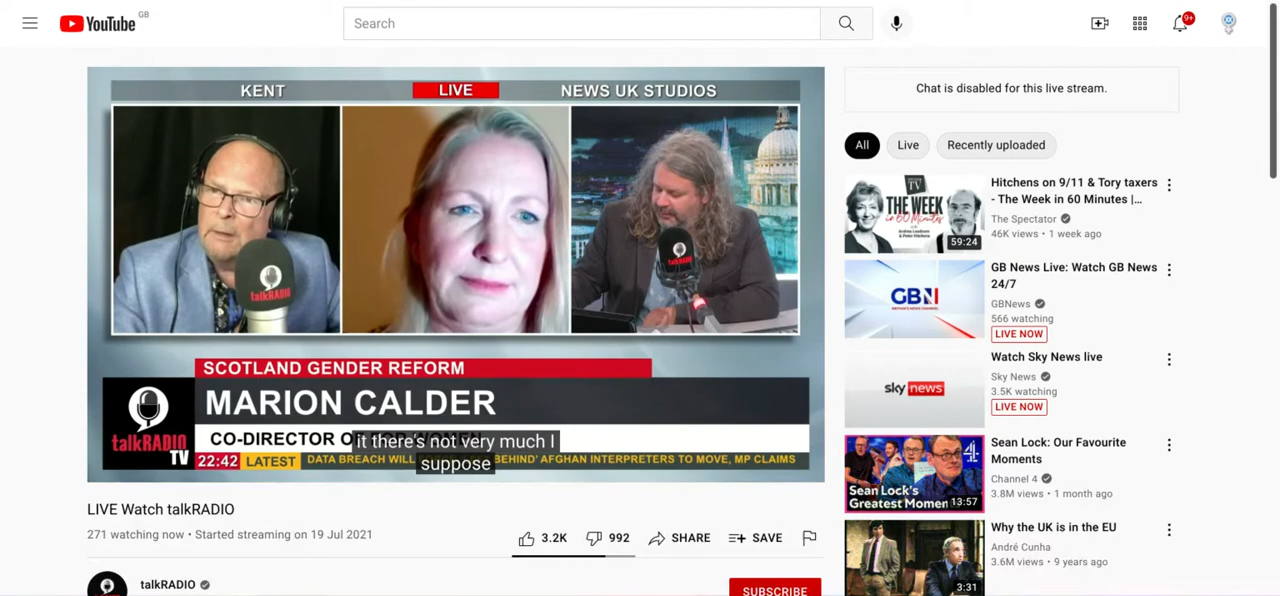 YouTube GB
Search
9+
KENT
LIVE
NEWS UK STUDIOS
SCOTLAND GENDER REFORM
MARION CALDER
CO-DIRECTOR
it there's not very much I
suppose
talkRADIO
TV
22:42 LATEST
DATA BREACH WILL
BEHIND' AFGHAN INTERPRETERS TO MOVE, MP CLAIMS
LIVE Watch talkRADIO
271 watching now • Started streaming on 19 Jul 2021
3.2K
992
SHARE
SAVE
talkRADIO
SUBSCRIBE
Chat is disabled for this live stream.
All
Live
Recently uploaded
TV
THE WEEK
in 60 Minutes
59:24
Hitchens on 9/11 & Tory taxers
- The Week in 60 Minutes |...
The Spectator
46K views • 1 week ago
GBN
GB News Live: Watch GB News
24/7
GBNews
566 watching
LIVE NOW
sky news
Watch Sky News live
Sky News
3.5K watching
LIVE NOW
4
Sean Lock's
Greatest Momen
13:57
Sean Lock: Our Favourite
Moments
Channel 4
3.8M views • 1 month ago
3:31
Why the UK is in the EU
André Cunha
3.6M views • 9 years ago